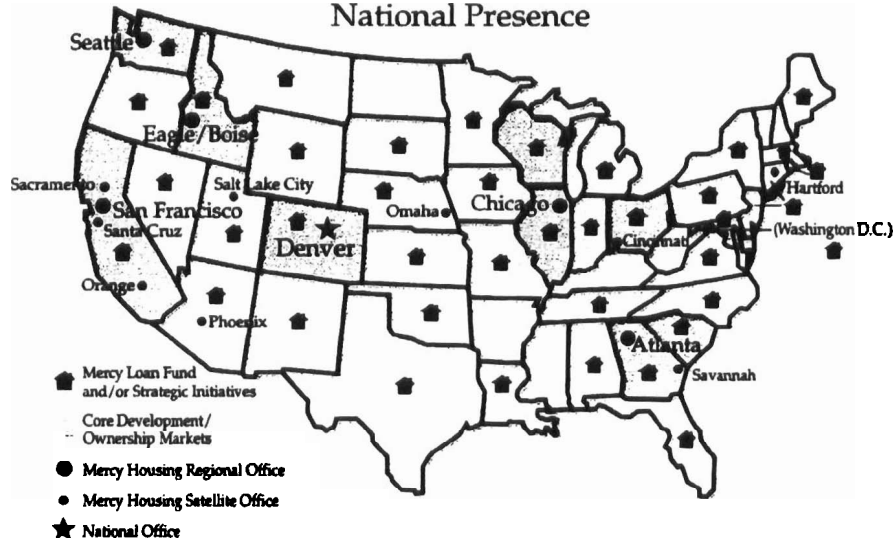 National Presence
Seattle
Eagle/Boise
Sacramento
Salt Lake City
San Francisco
Santa Cruz
Omaha
Chicago
Hartford
Cincinnati
(Washington D.C.)
Denver
Orange
Phoenix
Atlanta
Savannah
Mercy Loan Fund
and/or Strategic Initiatives
Core Development/
Ownership Markets
Mercy Housing Regional Office
Mercy Housing Satellite Office
National Office